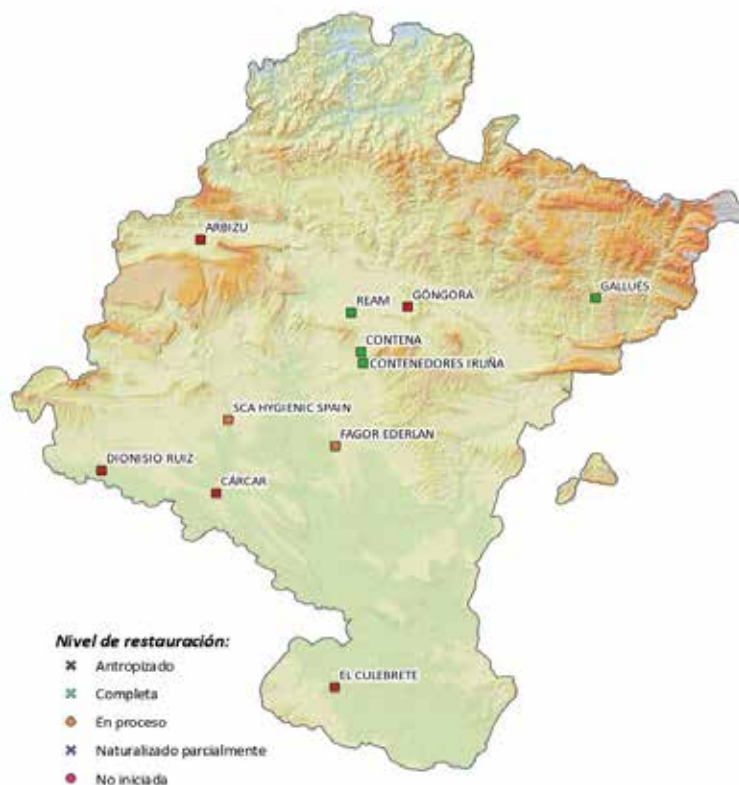 ARBIZU
GÓNGORA
GALLUÉS
REAM
CONTENA
CONTENEDORES IRUÑA
SCA HYGIENIC SPAIN
FAGOR EDERLAN
DIONISIO RUIZ
CÁRCAR
EL CULEBRETE
Nivel de restauración:
Antropizado
Completa
En proceso
Naturalizado parcialmente
No iniciada